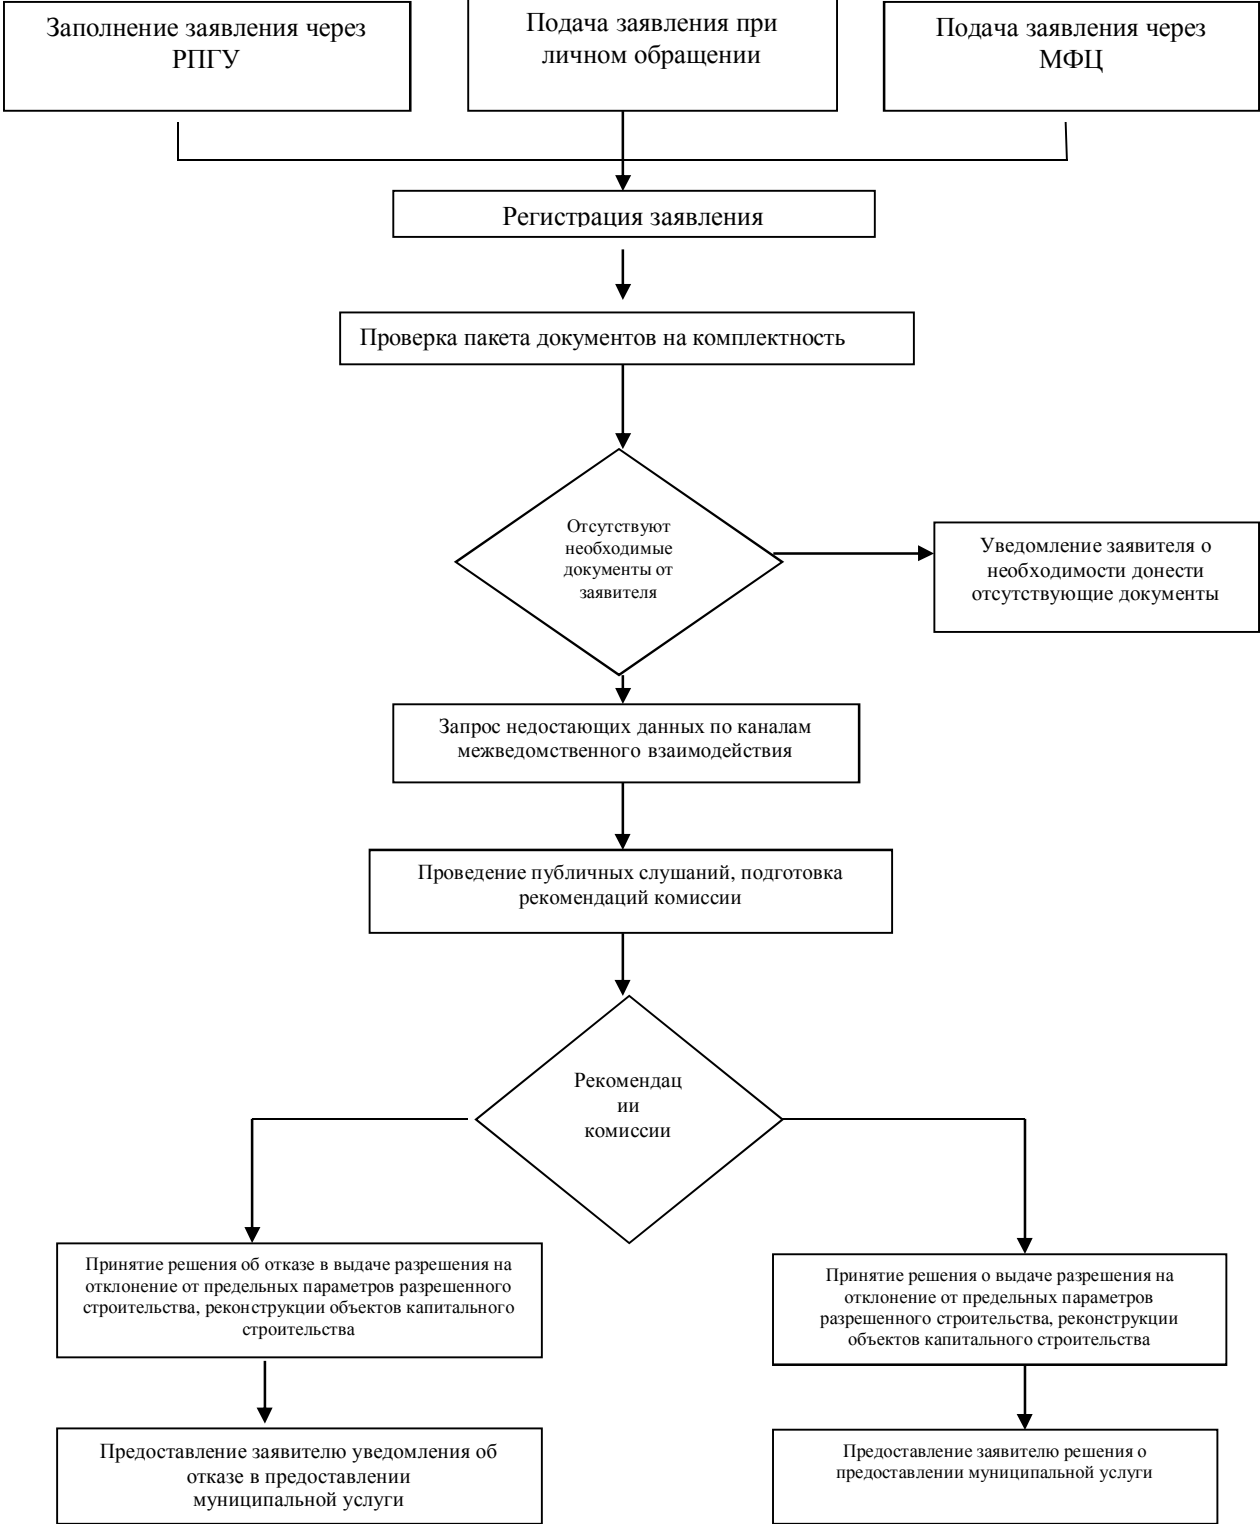 Заполнение заявления через
РПГУ
Подача заявления при
личном обращении
Подача заявления через
МФЦ
Регистрация заявления
Проверка пакета документов на комплектность
Отсутствуют
необходимые
документы от
заявителя
Уведомление заявителя о
необходимости донести
отсутствующие документы
Запрос недостающих данных по каналам
межведомственного взаимодействия
Проведение публичных слушаний, подготовка
рекомендаций комиссии
Рекомендац
ии
комиссии
Принятие решения об отказе в выдаче разрешения на
отклонение от предельных параметров разрешенного
строительства, реконструкции объектов капитального
строительства
Принятие решения о выдаче разрешения на
отклонение от предельных параметров
разрешенного строительства, реконструкции
объектов капитального строительства
Предоставление заявителю уведомления об
отказе в предоставлении
муниципальной услуги
Предоставление заявителю решения о
предоставлении муниципальной услуги